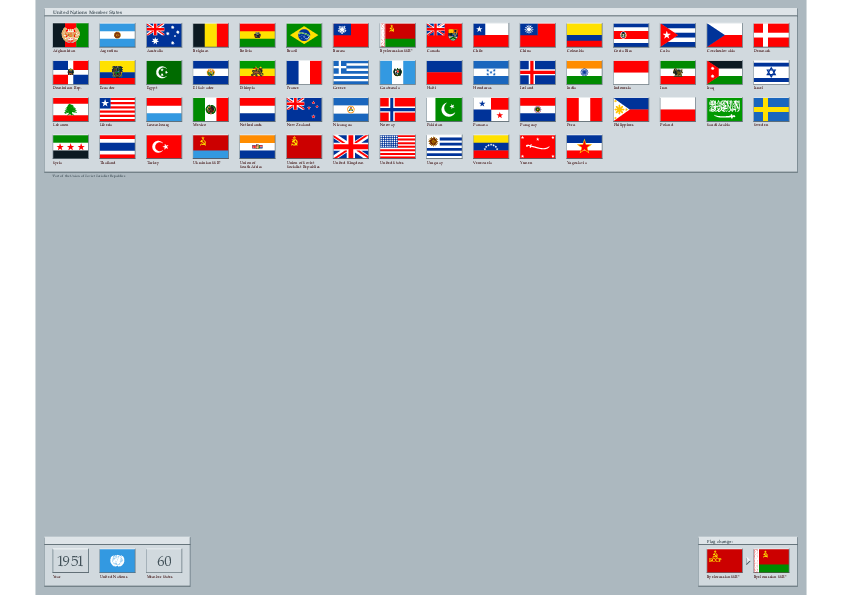 United Nations Member States
Afghanistan Argentina Australia Belgium Bolivia Brazil Burma Byelorussian SSR* Canada Chile China Colombia Costa Rica Cuba Czechoslovakia Denmark
Dominican Rep. Ecuador Egypt El Salvador Ethiopia France Greece Guatemala Haiti Honduras Iceland India Indonesia Iran Iraq Israel
Lebanon Liberia Luxembourg Mexico Netherlands New Zealand Nicaragua Norway Pakistan Panama Paraguay Peru Philippines Poland Saudi Arabia Sweden
Syria Thailand Turkey Ukrainian SSR* Union of Union of Soviet United Kingdom United States Uruguay Venezuela Yemen Yugoslavia
South Africa Socialist Republics
*Part of the Union of Soviet Socialist Republics
1951 60 Flag change:
Year United Nations Member States Byelorussian SSR* Byelorussian SSR*